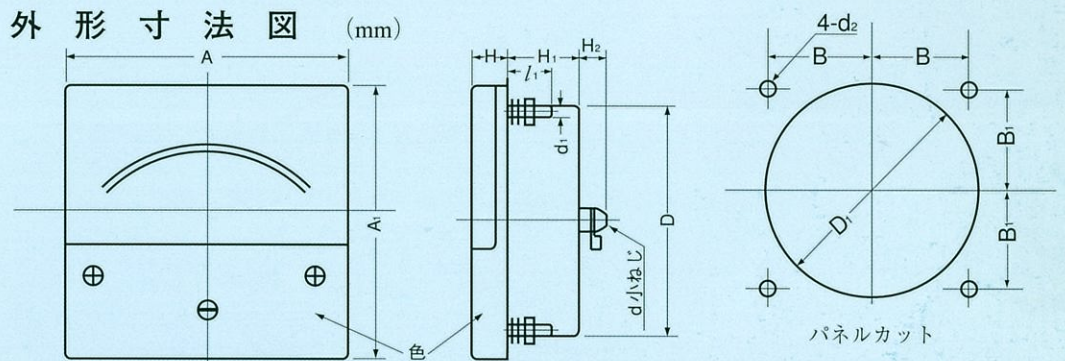 外形寸法図 (mm)
A
A₁
色
H
H₁
H₂
l₁
d₁
D
d小ねじ
4-d₂
B
B
B₁
B₁
D₁
パネルカット